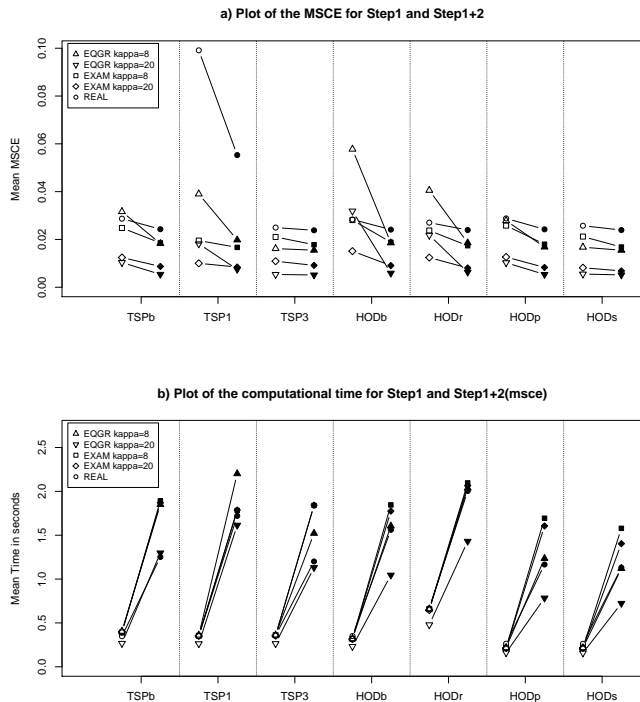 a) Plot of the MSCE for Step1 and Step1+2
Mean MSCE
0.10
0.08
0.06
0.04
0.02
0.00
EQGR kappa=8
EQGR kappa=20
EXAM kappa=8
EXAM kappa=20
REAL
TSPb TSP1 TSP3 HODb HODr HODp HODs
b) Plot of the computational time for Step1 and Step1+2(msce)
Mean Time in seconds
2.5
2.0
1.5
1.0
0.5
0.0
EQGR kappa=8
EQGR kappa=20
EXAM kappa=8
EXAM kappa=20
REAL
TSPb TSP1 TSP3 HODb HODr HODp HODs